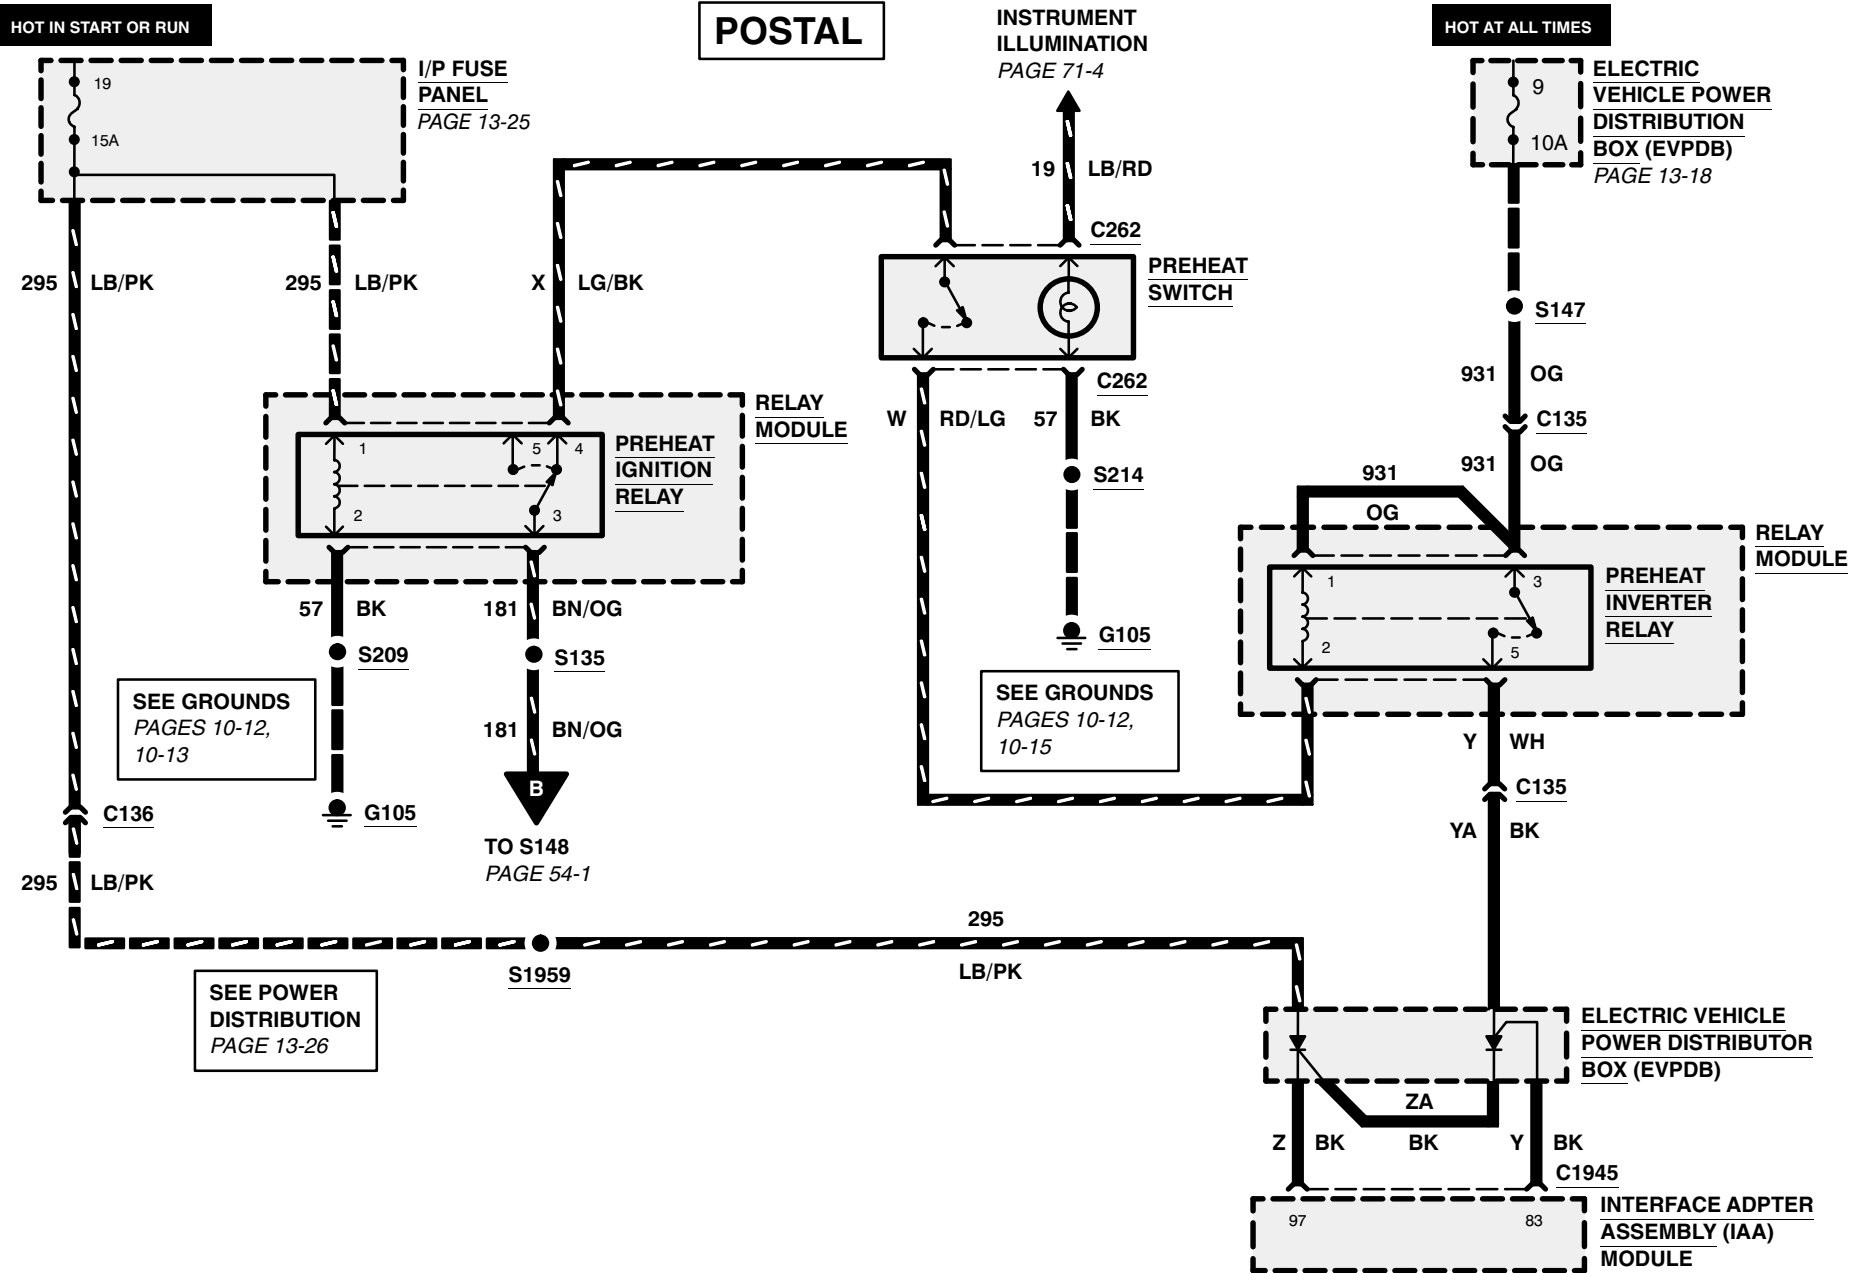 HOT IN START OR RUN
POSTAL
INSTRUMENT
ILLUMINATION
PAGE 71-4
HOT AT ALL TIMES
19
15A
I/P FUSE
PANEL
PAGE 13-25
9
10A
ELECTRIC
VEHICLE POWER
DISTRIBUTION
BOX (EVPDB)
PAGE 13-18
19 LB/RD
C262
295 LB/PK
295 LB/PK
X LG/BK
PREHEAT
SWITCH
S147
931 OG
C262
C135
W RD/LG
57 BK
RELAY
MODULE
1
5
4
2
3
PREHEAT
IGNITION
RELAY
S214
931 OG
931
OG
RELAY
MODULE
1
3
2
5
PREHEAT
INVERTER
RELAY
57 BK
181 BN/OG
S209
S135
G105
SEE GROUNDS
PAGES 10-12,
10-13
181 BN/OG
SEE GROUNDS
PAGES 10-12,
10-15
Y WH
C135
B
C136
G105
YA BK
TO S148
PAGE 54-1
295 LB/PK
295
LB/PK
S1959
SEE POWER
DISTRIBUTION
PAGE 13-26
ELECTRIC VEHICLE
POWER DISTRIBUTOR
BOX (EVPDB)
ZA
Z BK
BK
Y BK
C1945
97
83
INTERFACE ADPTER
ASSEMBLY (IAA)
MODULE